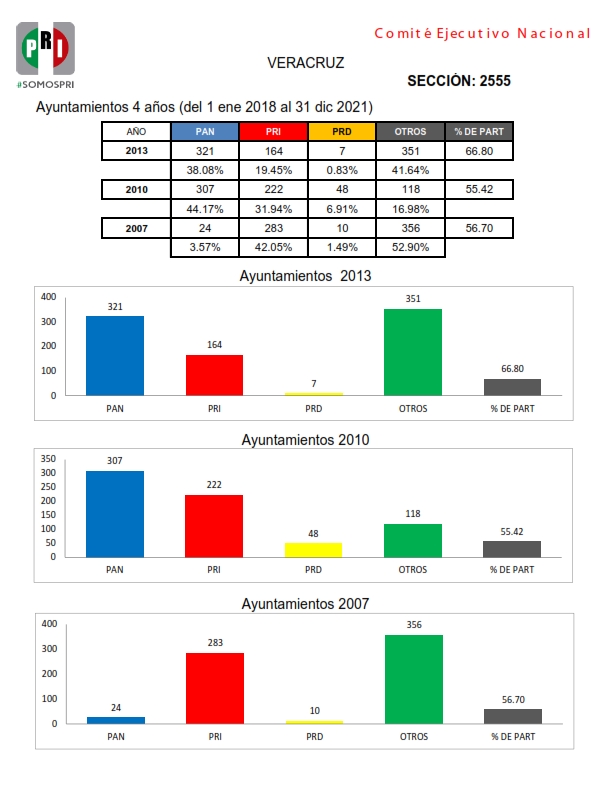 Comité Ejecutivo Nacional
PRI
#SOMOSPRI
VERACRUZ
SECCIÓN: 2555
Ayuntamientos 4 años (del 1 ene 2018 al 31 dic 2021)
AÑO PAN PRI PRD OTROS % DE PART
2013 321 164 7 351 66.80
38.08% 19.45% 0.83% 41.64%
2010 307 222 48 118 55.42
44.17% 31.94% 6.91% 16.98%
2007 24 283 10 356 56.70
3.57% 42.05% 1.49% 52.90%
Ayuntamientos 2013
400
300
200
100
0
321 164 7 351 66.80
PAN PRI PRD OTROS % DE PART
Ayuntamientos 2010
350
300
250
200
150
100
50
0
307 222 48 118 55.42
PAN PRI PRD OTROS % DE PART
Ayuntamientos 2007
400
300
200
100
0
24 283 10 356 56.70
PAN PRI PRD OTROS % DE PART